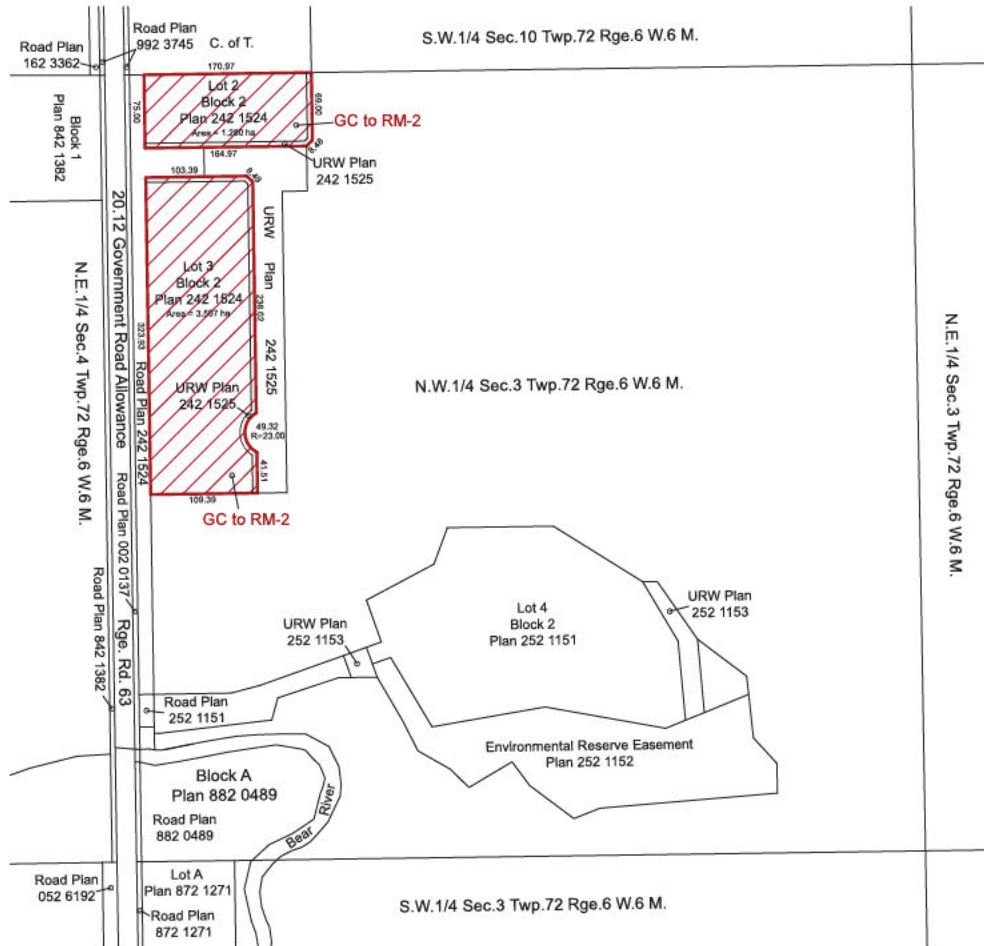 Road Plan
992 3745
C. of T.
Road Plan
162 3362
S.W.1/4 Sec.10 Twp.72 Rge.6 W.6 M.
170.97
Lot 2
Block 2
Plan 242 1524
Area = 1.280 ha
75.00
69.00
GC to RM-2
8.48
164.97
URW Plan
242 1525
Block 1
Plan 842 1382
103.39
8.49
20.12 Government Road Allowance
N.E.1/4 Sec.4 Twp.72 Rge.6 W.6 M.
URW Plan 242 1525
Lot 3
Block 2
Plan 242 1524
Area = 3.507 ha
236.02
323.93
Road Plan 242 1524
URW Plan
242 1525
49.32
R=23.00
41.51
109.39
GC to RM-2
N.W.1/4 Sec.3 Twp.72 Rge.6 W.6 M.
N.E.1/4 Sec.3 Twp.72 Rge.6 W.6 M.
Road Plan 002 0137
Rge. Rd. 63
Road Plan 842 1382
URW Plan
252 1153
Lot 4
Block 2
Plan 252 1151
URW Plan
252 1153
Road Plan
252 1151
Environmental Reserve Easement
Plan 252 1152
Block A
Plan 882 0489
Road Plan
882 0489
Bear River
Road Plan
052 6192
Lot A
Plan 872 1271
Road Plan
872 1271
S.W.1/4 Sec.3 Twp.72 Rge.6 W.6 M.